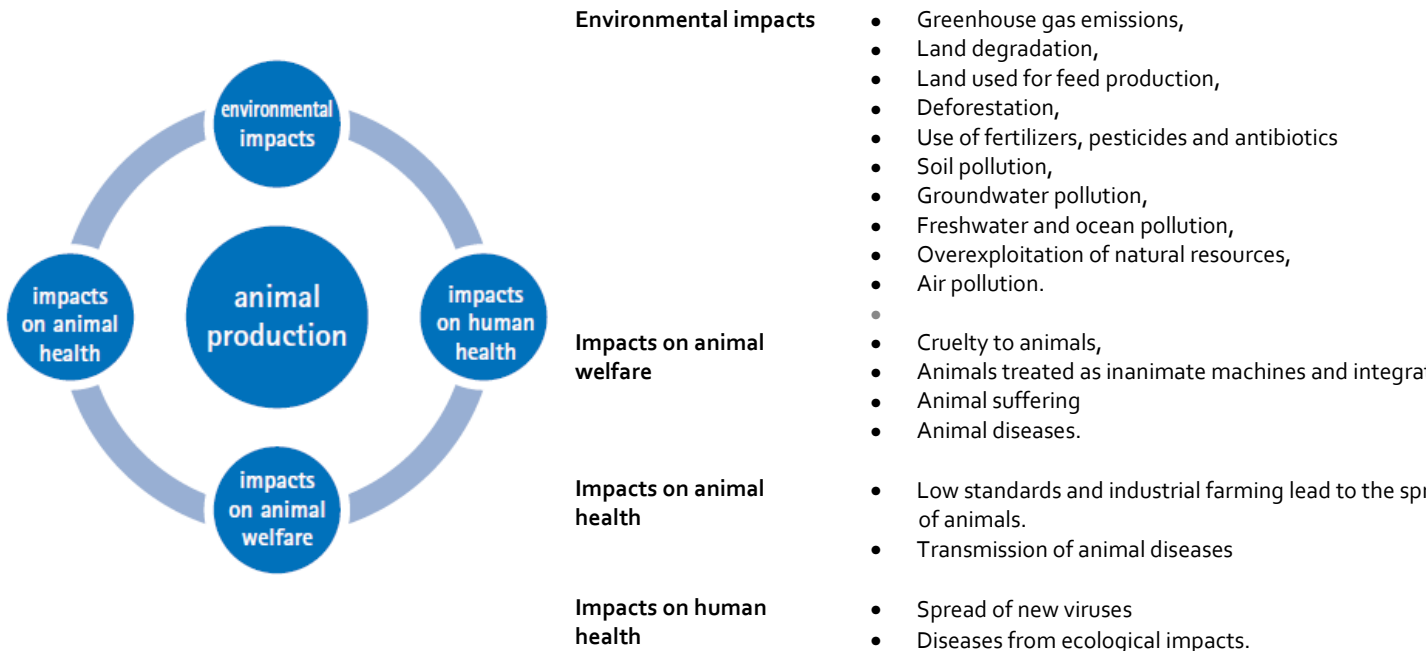 environmental
impacts
impacts
on animal
health
animal
production
impacts
on human
health
impacts
on animal
welfare
Environmental impacts
• Greenhouse gas emissions,
• Land degradation,
• Land used for feed production,
• Deforestation,
• Use of fertilizers, pesticides and antibiotics
• Soil pollution,
• Groundwater pollution,
• Freshwater and ocean pollution,
• Overexploitation of natural resources,
• Air pollution.
•
Impacts on animal
welfare
• Cruelty to animals,
• Animals treated as inanimate machines and
• Animal suffering
• Animal diseases.
Impacts on animal
health
• Low standards and industrial farming lead to the
of animals.
• Transmission of animal diseases
Impacts on human
health
• Spread of new viruses
• Diseases from ecological impacts.